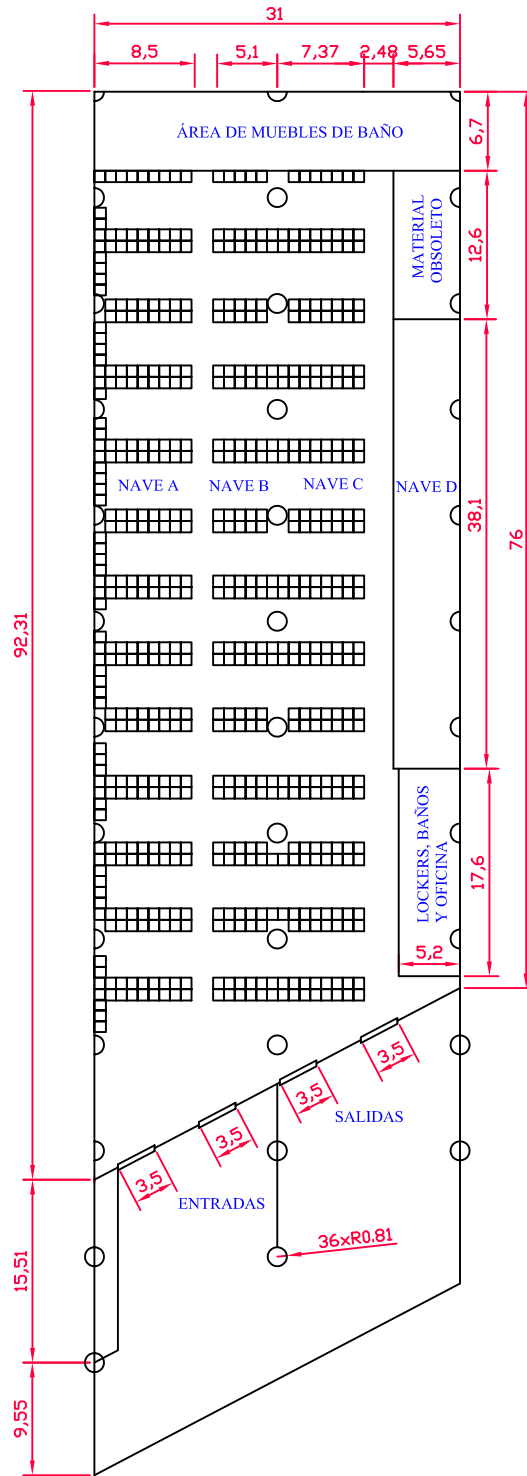 31
8,5
5,1
7,37
2,48
5,65
ÁREA DE MUEBLES DE BAÑO
6,7
MATERIAL
OBSOLETO
12,6
NAVE A
NAVE B
NAVE C
NAVE D
38,1
76
92,31
LOCKERS, BAÑOS
Y OFICINA
17,6
5,2
3,5
3,5
3,5
3,5
SALIDAS
ENTRADAS
36xR0.81
15,51
9,55